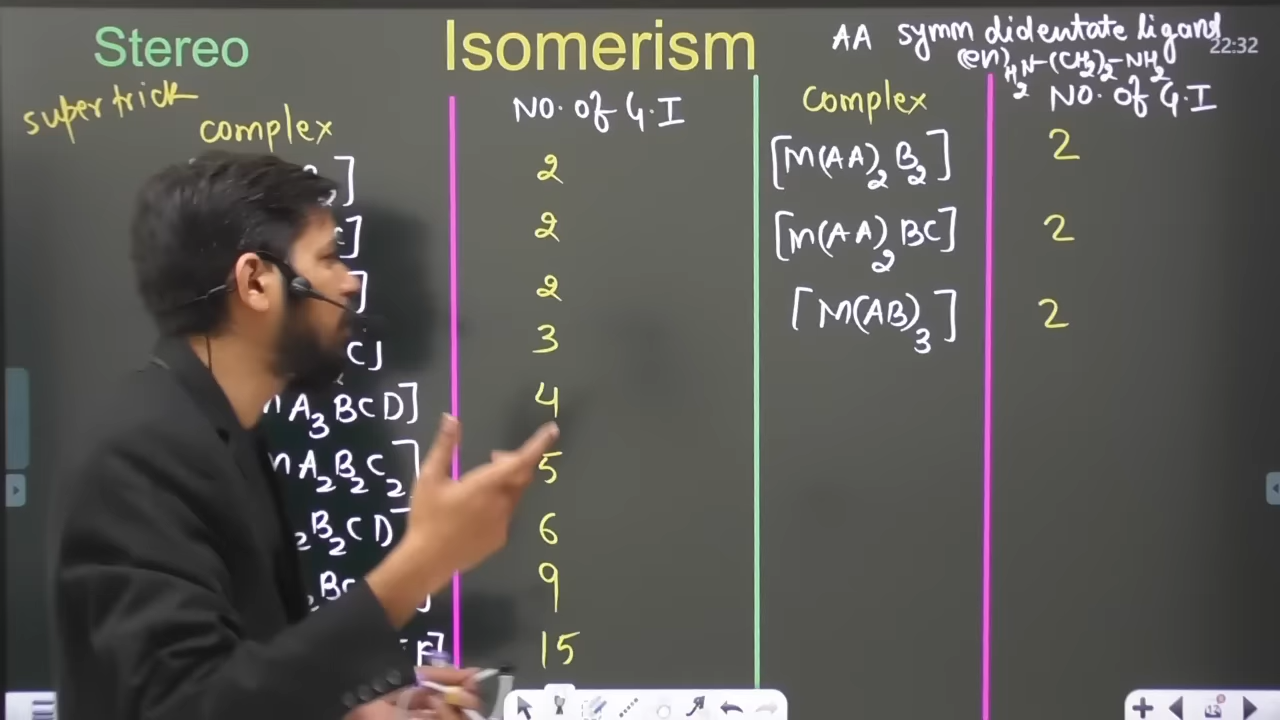 Stereo Isomerism
AA symm didentate ligand
22:32
(en) H₂N-(CH₂)₂-NH₂
super trick
complex
No. of G.I
Complex
No. of G.I
]
2
[M(AA)₂B₂]
2
]
2
[M(AA)₂BC]
2
]
2
[M(AB)₃]
2
C]
3
A₃BCD]
4
A₂B₂C₂]
5
₂B₂CD
6
9
]
15